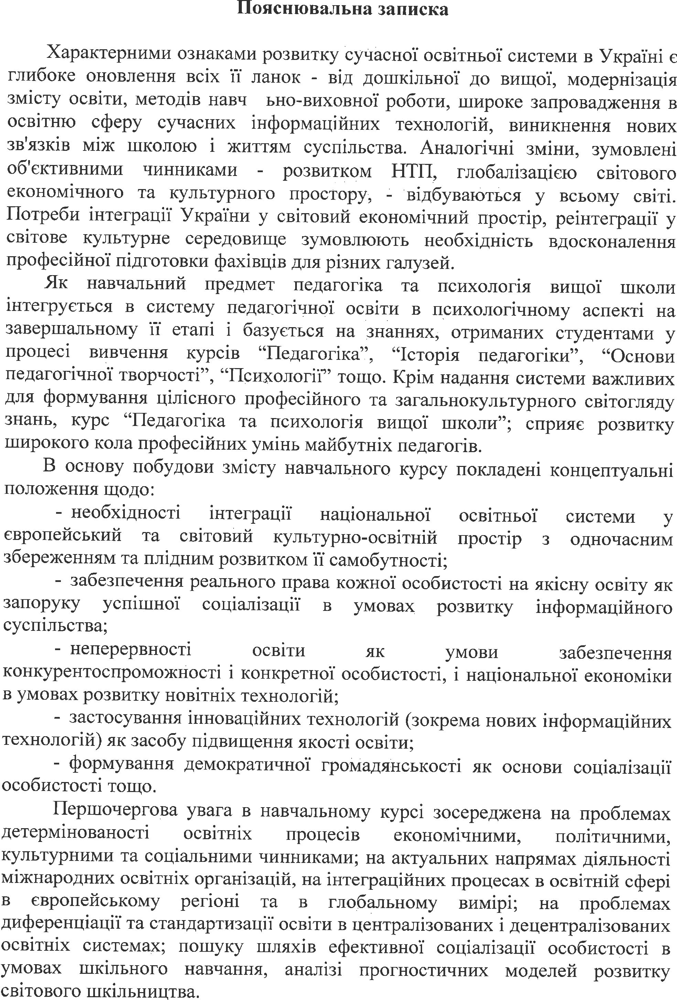 Пояснювальна записка
Характерними ознаками розвитку сучасної освітньої системи в Україні є
глибоке оновлення всіх її ланок - від дошкільної до вищої, модернізація
змісту освіти, методів навч ьно-виховної роботи, широке запровадження в
освітню сферу сучасних інформаційних технологій, виникнення нових
зв'язків між школою і життям суспільства. Аналогічні зміни, зумовлені
об'єктивними чинниками - розвитком НТП, глобалізацією світового
економічного та культурного простору, - відбуваються у всьому світі.
Потреби інтеграції України у світовий економічний простір, реінтеграції у
світове культурне середовище зумовлюють необхідність вдосконалення
професійної підготовки фахівців для різних галузей.
Як навчальний предмет педагогіка та психологія вищої школи
інтегрується в систему педагогічної освіти в психологічному аспекті на
завершальному її етапі і базується на знаннях, отриманих студентами у
процесі вивчення курсів “Педагогіка”, “Історія педагогіки”, “Основи
педагогічної творчості”, “Психології” тощо. Крім надання системи важливих
для формування цілісного професійного та загальнокультурного світогляду
знань, курс “Педагогіка та психологія вищої школи”; сприяє розвитку
широкого кола професійних умінь майбутніх педагогів.
В основу побудови змісту навчального курсу покладені концептуальні
положення щодо:
- необхідності інтеграції національної освітньої системи у
європейський та світовий культурно-освітній простір з одночасним
збереженням та плідним розвитком її самобутності;
- забезпечення реального права кожної особистості на якісну освіту як
запоруку успішної соціалізації в умовах розвитку інформаційного
суспільства;
- неперервності освіти як умови забезпечення
конкурентоспроможності і конкретної особистості, і національної економіки
в умовах розвитку новітніх технологій;
- застосування інноваційних технологій (зокрема нових інформаційних
технологій) як засобу підвищення якості освіти;
- формування демократичної громадянськості як основи соціалізації
особистості тощо.
Першочергова увага в навчальному курсі зосереджена на проблемах
детермінованості освітніх процесів економічними, політичними,
культурними та соціальними чинниками; на актуальних напрямах діяльності
міжнародних освітніх організацій, на інтеграційних процесах в освітній сфері
в європейському регіоні та в глобальному вимірі; на проблемах
диференціації та стандартизації освіти в централізованих і децентралізованих
освітніх системах; пошуку шляхів ефективної соціалізації особистості в
умовах шкільного навчання, аналізі прогностичних моделей розвитку
світового шкільництва.